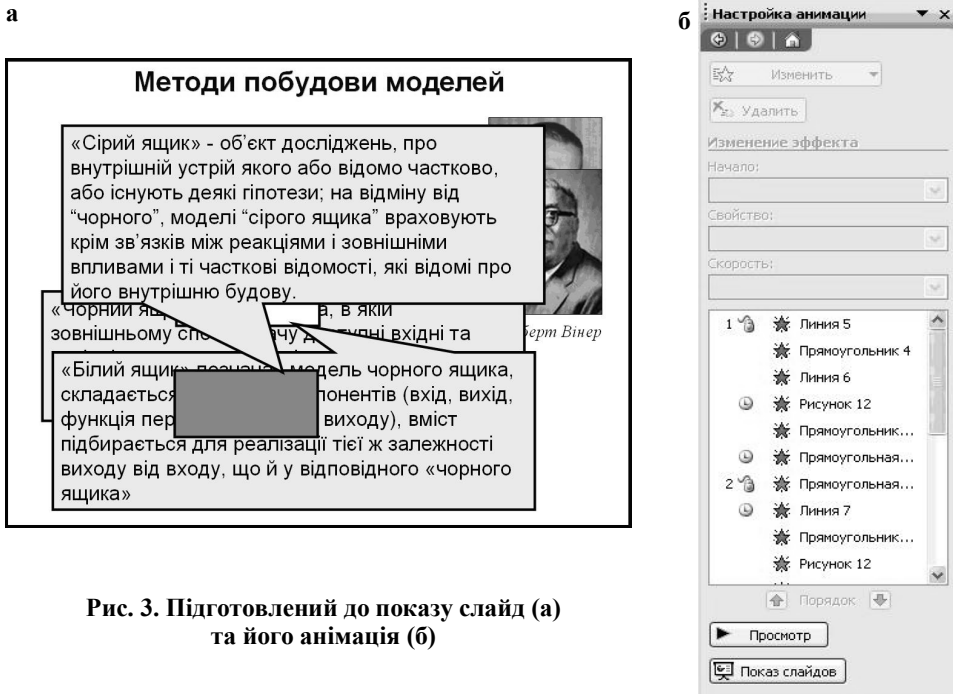 а
Методи побудови моделей
«Сірий ящик» - об’єкт досліджень, про
внутрішній устрій якого або відомо частково,
або існують деякі гіпотези; на відміну від
“чорного”, моделі “сірого ящика” враховують
крім зв’язків між реакціями і зовнішніми
впливами і ті часткові відомості, які відомі про
його внутрішню будову.
«Чорний в якій
зовнішньому вхідні та
Вінер
«Білий ящик» модель чорного ящика,
складається (вхід, вихід,
функція виходу), вміст
підбирається для реалізації тієї ж залежності
виходу від входу, що й у відповідного «чорного
ящика»
Рис. 3. Підготовлений до показу слайд (а)
та його анімація (б)
б
Настройка анимации
Изменить
Удалить
Изменение эффекта
Начало:
Свойство:
Скорость:
1 Линия 5
Прямоугольник 4
Линия 6
Рисунок 12
Прямоугольник...
Прямоугольная...
2 Прямоугольная...
Линия 7
Прямоугольник...
Рисунок 12
Порядок
Просмотр
Показ слайдов